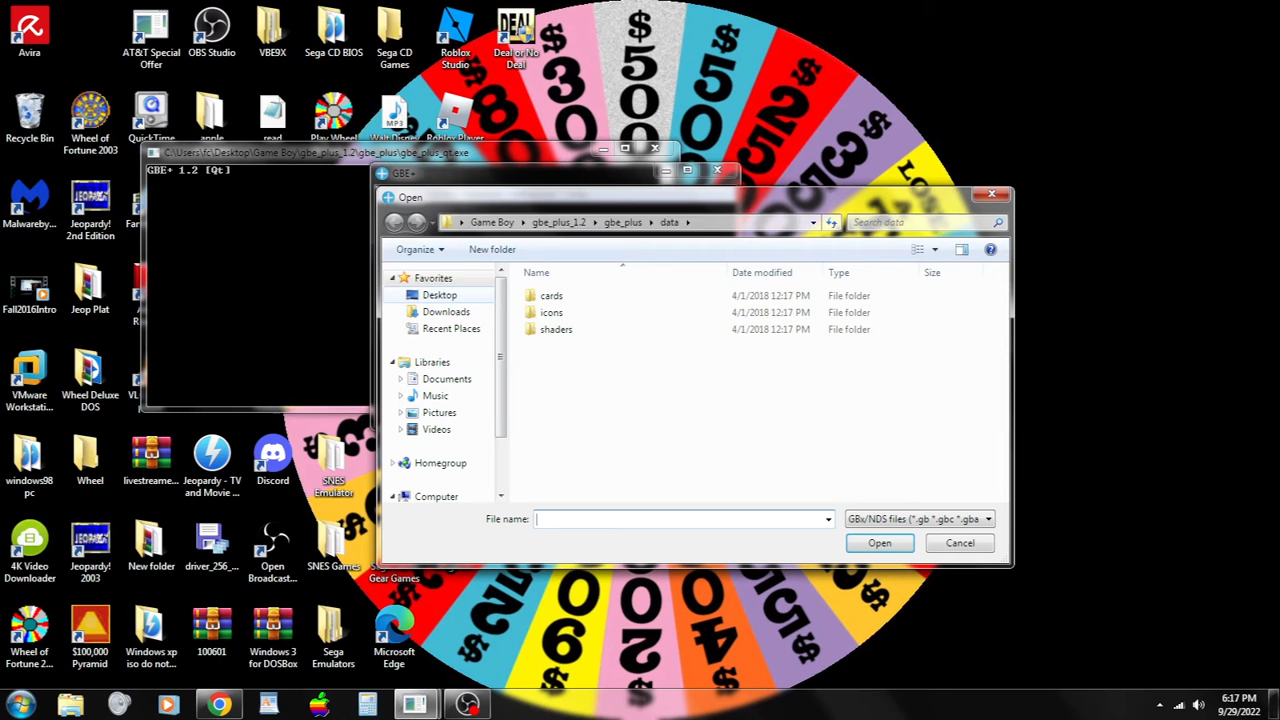 Avira
AT&T Special
Offer
OBS Studio
VBE9X
Sega CD BIOS
Sega CD
Games
Roblox
Studio
DEAL
Deal or No
Deal
Recycle Bin
Wheel of
Fortune 2003
QuickTime
apple
read
Play Wheel
MP3
Walt Disney
Roblox Player
C:\Users\fc\Desktop\Game Boy\gbe_plus_1.2\gbe_plus\gbe_plus_qt.exe
GBE+ 1.2 [Qt]
GBE+
Open
Game Boy
gbe_plus_1.2
gbe_plus
data
Search data
Organize
New folder
Favorites
Desktop
Downloads
Recent Places
Libraries
Documents
Music
Pictures
Videos
Homegroup
Computer
Name
Date modified
Type
Size
cards
4/1/2018 12:17 PM
File folder
icons
4/1/2018 12:17 PM
File folder
shaders
4/1/2018 12:17 PM
File folder
File name:
GBx/NDS files (*.gb *.gbc *.gba
Open
Cancel
Malwareby...
Jeopardy!
2nd Edition
Fall2016Intro
Jeop Plat
VMware
Workstati...
Wheel Deluxe
DOS
windows98
pc
Wheel
livestreame...
Jeopardy - TV
and Movie ...
Discord
SNES
Emulator
4K Video
Downloader
Jeopardy!
2003
New folder
driver_256_...
Open
Broadcast...
SNES Games
Gear Games
Wheel of
Fortune 2...
$100,000
Pyramid
Windows xp
iso do not...
100601
Windows 3
for DOSBox
Sega
Emulators
Microsoft
Edge
6:17 PM
9/29/2022